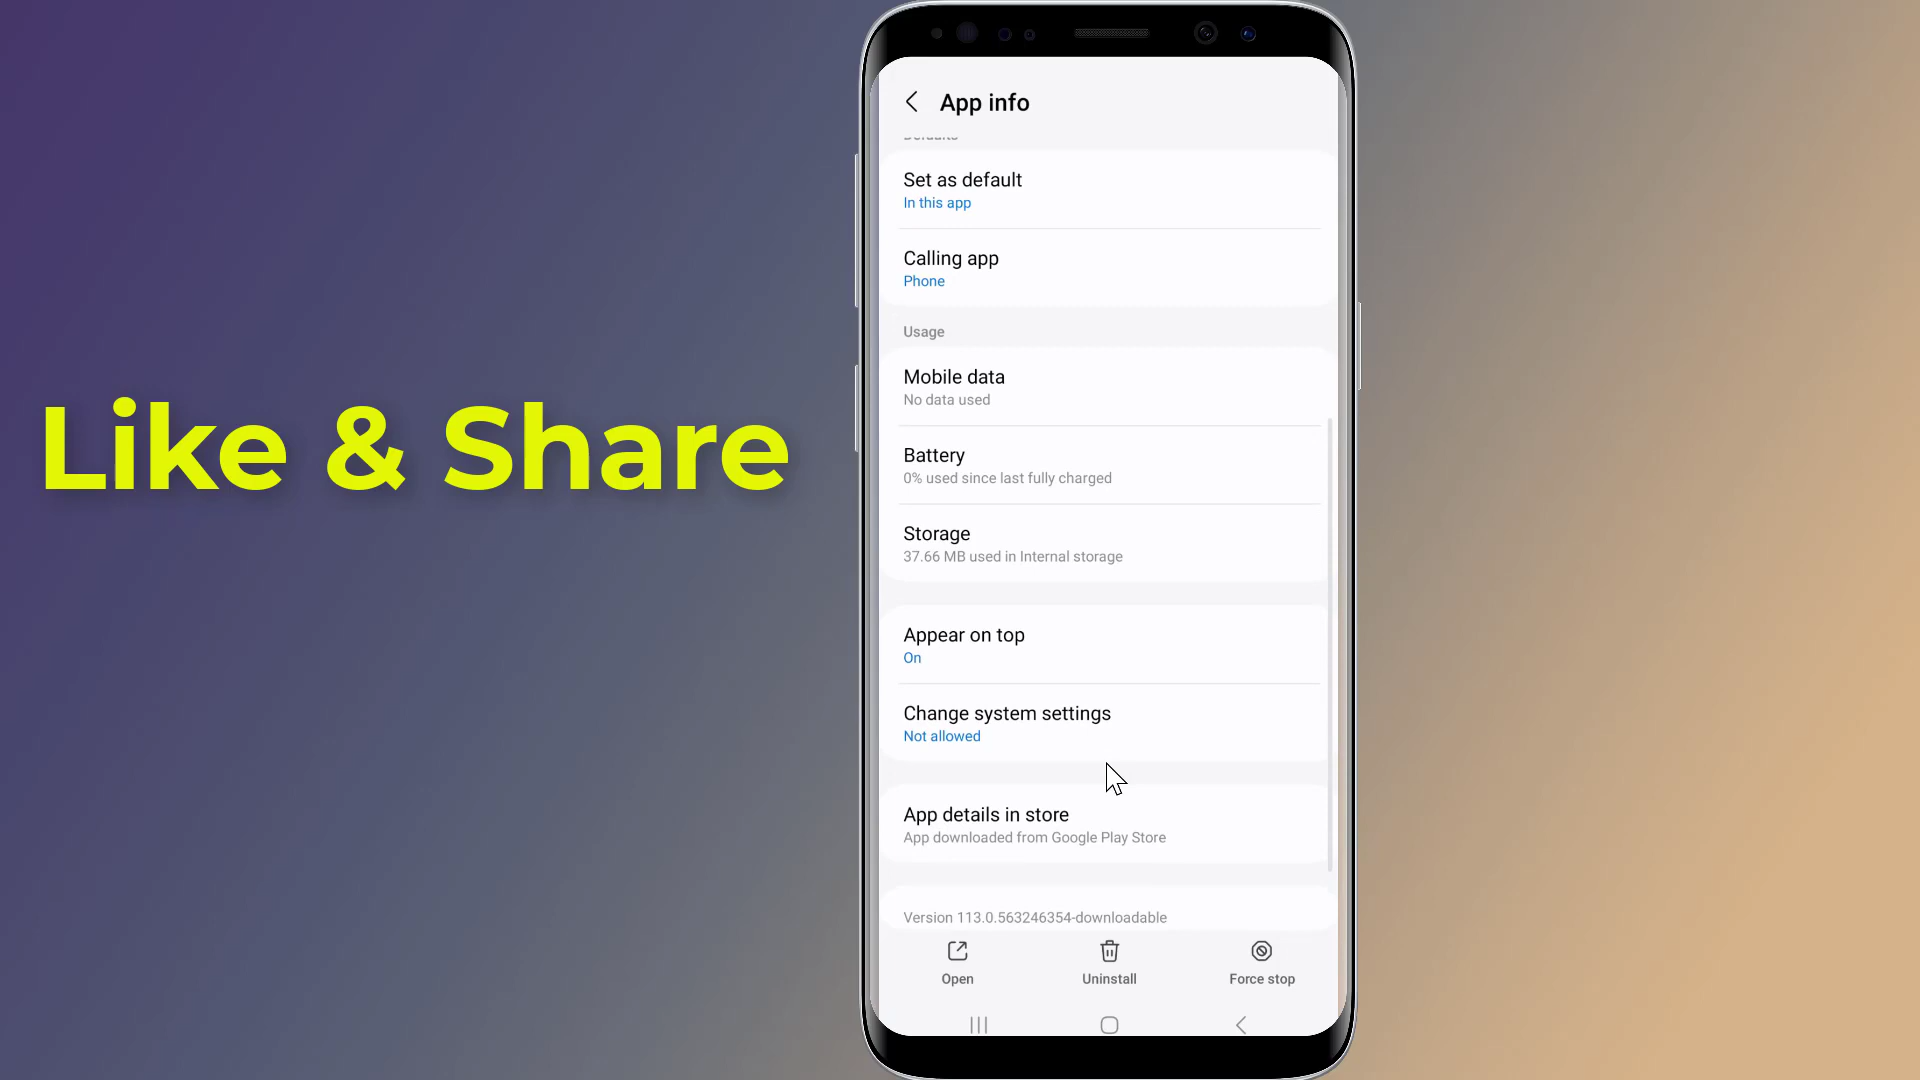 Like & Share
App info
Defaults
Set as default
In this app
Calling app
Phone
Usage
Mobile data
No data used
Battery
0% used since last fully charged
Storage
37.66 MB used in Internal storage
Appear on top
On
Change system settings
Not allowed
App details in store
App downloaded from Google Play Store
Version 113.0.563246354-downloadable
Open
Uninstall
Force stop